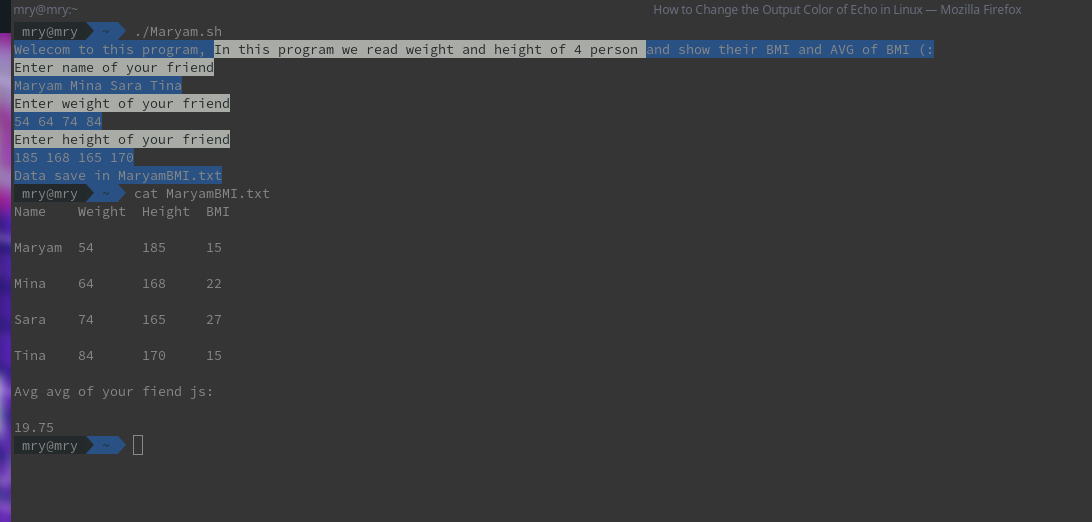 mry@mry:~ How to Change the Output Color of Echo in Linux — Mozilla Firefox
mry@mry ~ ./Maryam.sh
Welecom to this program, In this program we read weight and height of 4 person and show their BMI and AVG of BMI (:
Enter name of your friend
Maryam Mina Sara Tina
Enter weight of your friend
54 64 74 84
Enter height of your friend
185 168 165 170
Data save in MaryamBMI.txt
mry@mry ~ cat MaryamBMI.txt
Name Weight Height BMI
Maryam 54 185 15
Mina 64 168 22
Sara 74 165 27
Tina 84 170 15
Avg avg of your fiend js:
19.75
mry@mry ~